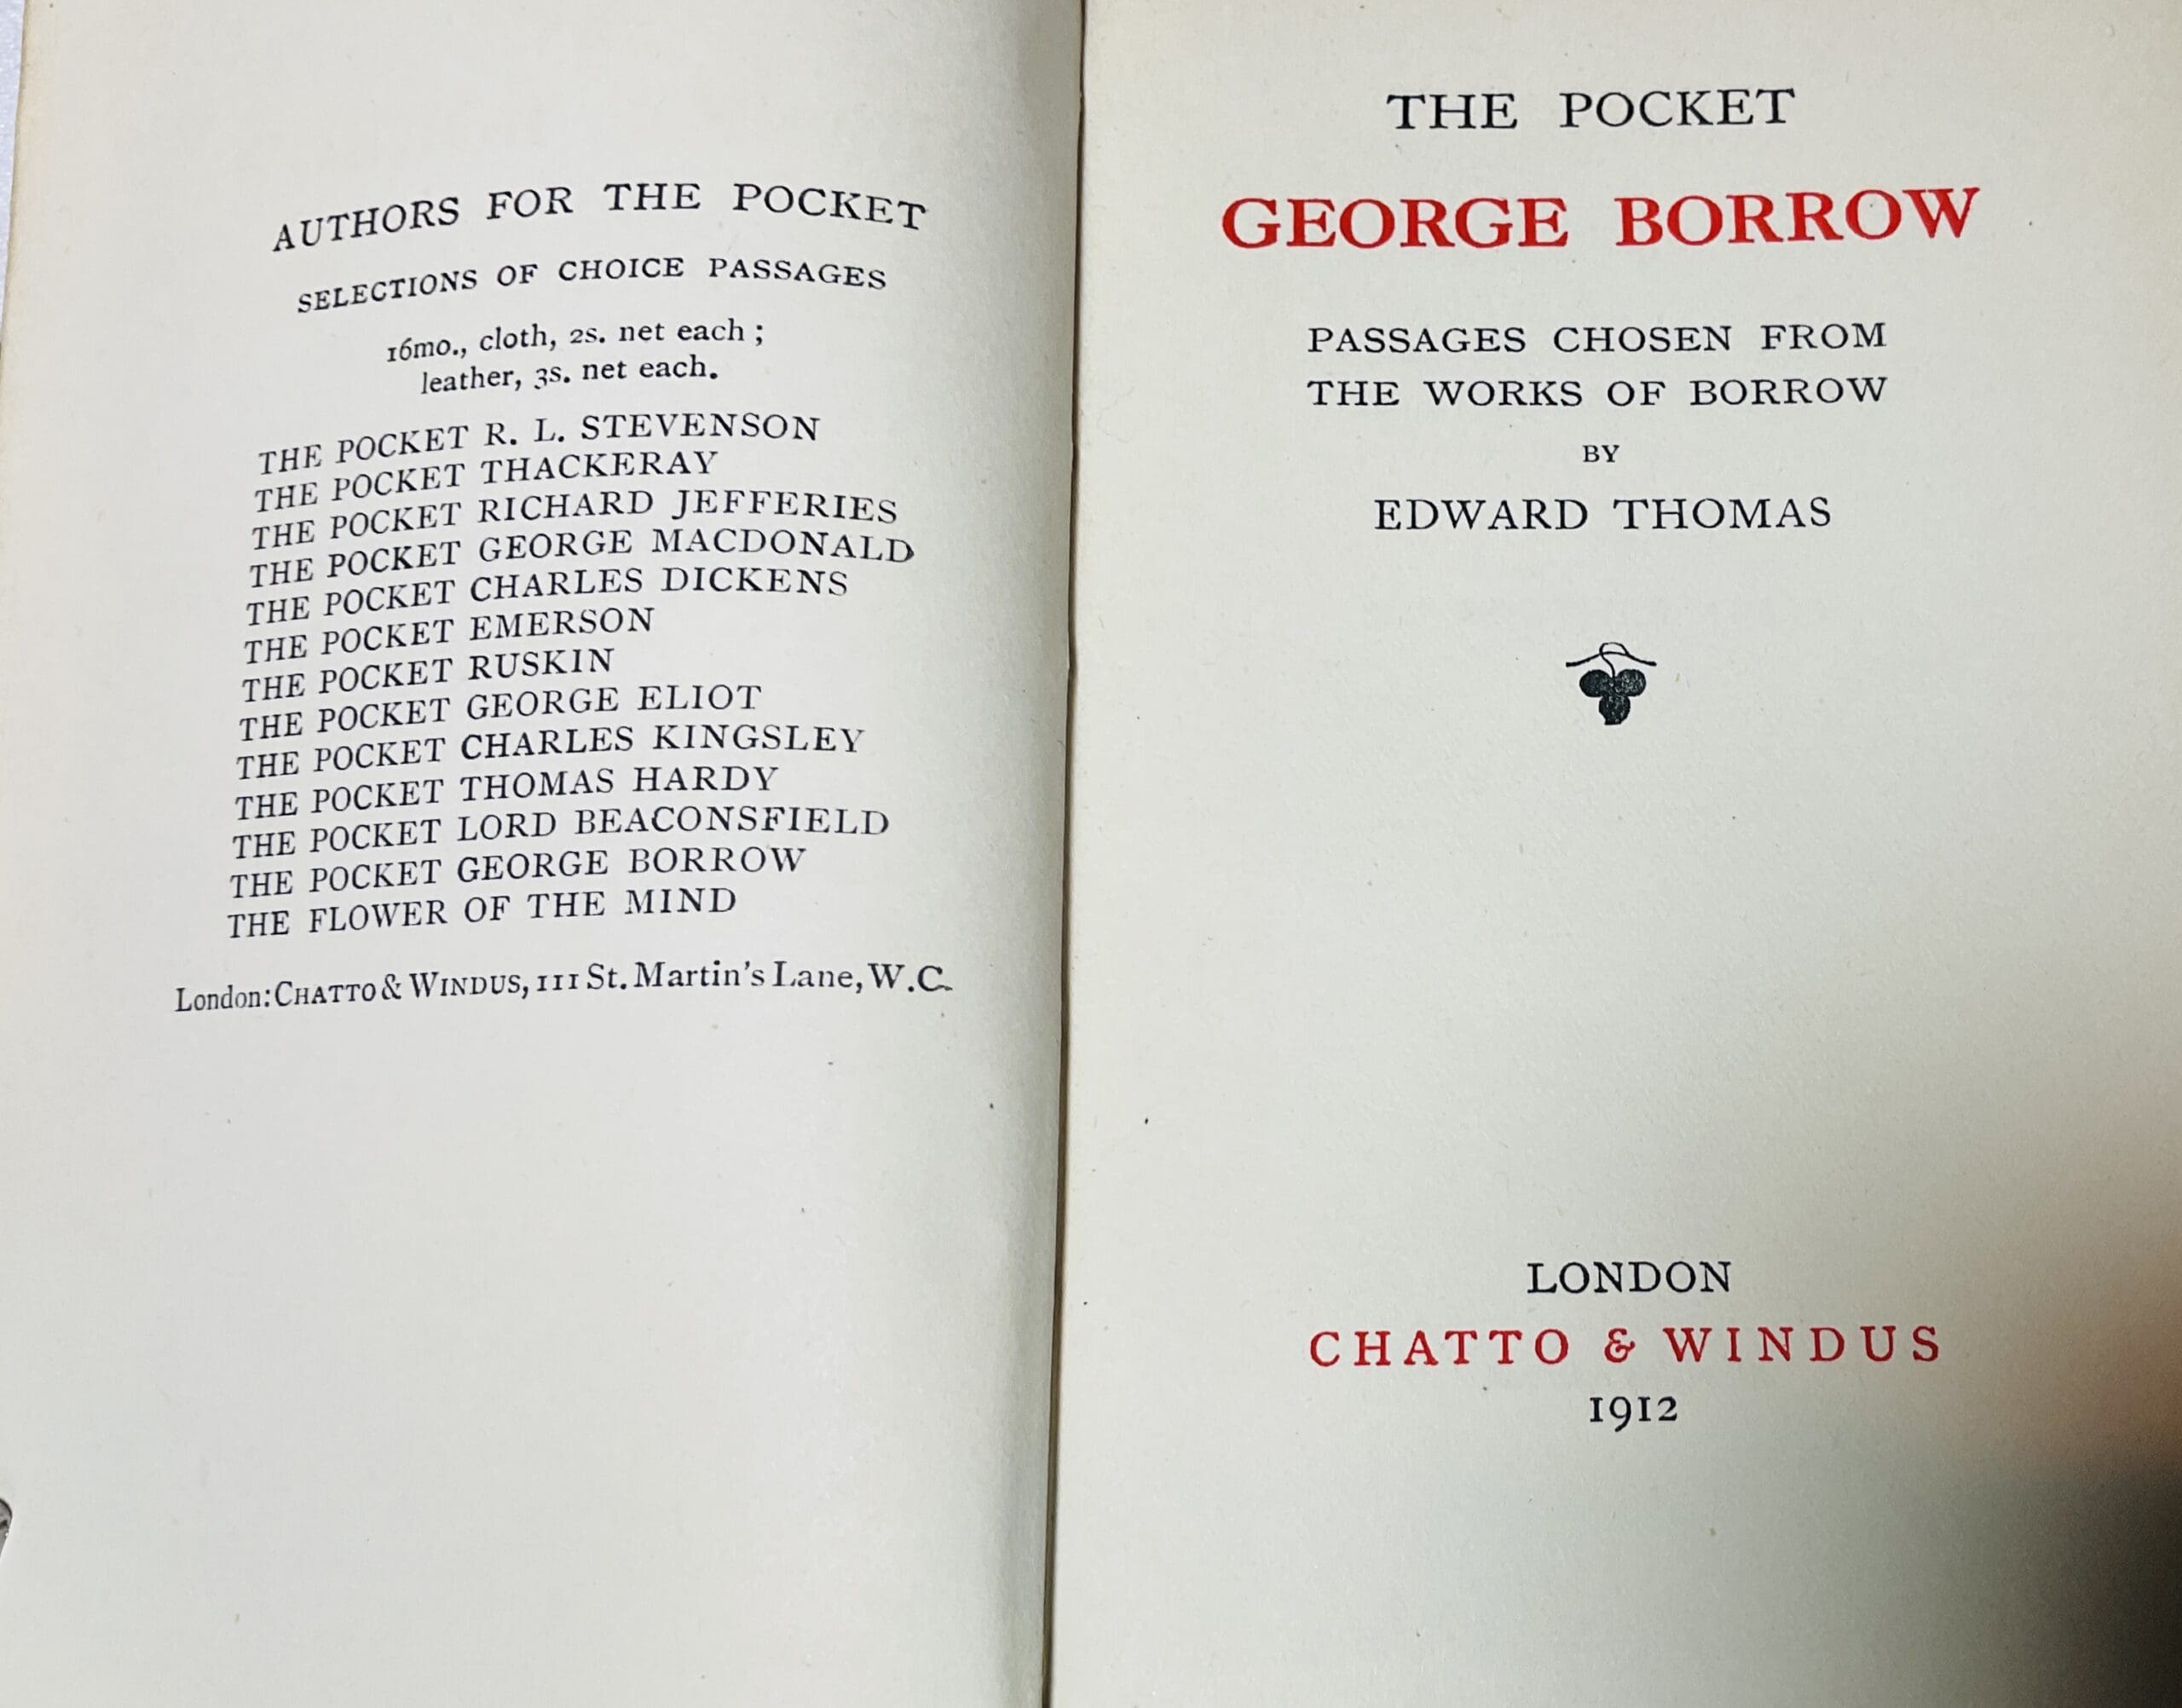 AUTHORS FOR THE POCKET
SELECTIONS OF CHOICE PASSAGES
16mo., cloth, 2s. net each ;
leather, 3s. net each.
THE POCKET R. L. STEVENSON
THE POCKET THACKERAY
THE POCKET RICHARD JEFFERIES
THE POCKET GEORGE MACDONALD
THE POCKET CHARLES DICKENS
THE POCKET EMERSON
THE POCKET RUSKIN
THE POCKET GEORGE ELIOT
THE POCKET CHARLES KINGSLEY
THE POCKET THOMAS HARDY
THE POCKET LORD BEACONSFIELD
THE POCKET GEORGE BORROW
THE FLOWER OF THE MIND
London: CHATTO & WINDUS, 111 St. Martin's Lane, W.C.
THE POCKET
GEORGE BORROW
PASSAGES CHOSEN FROM
THE WORKS OF BORROW
BY
EDWARD THOMAS
LONDON
CHATTO & WINDUS
1912